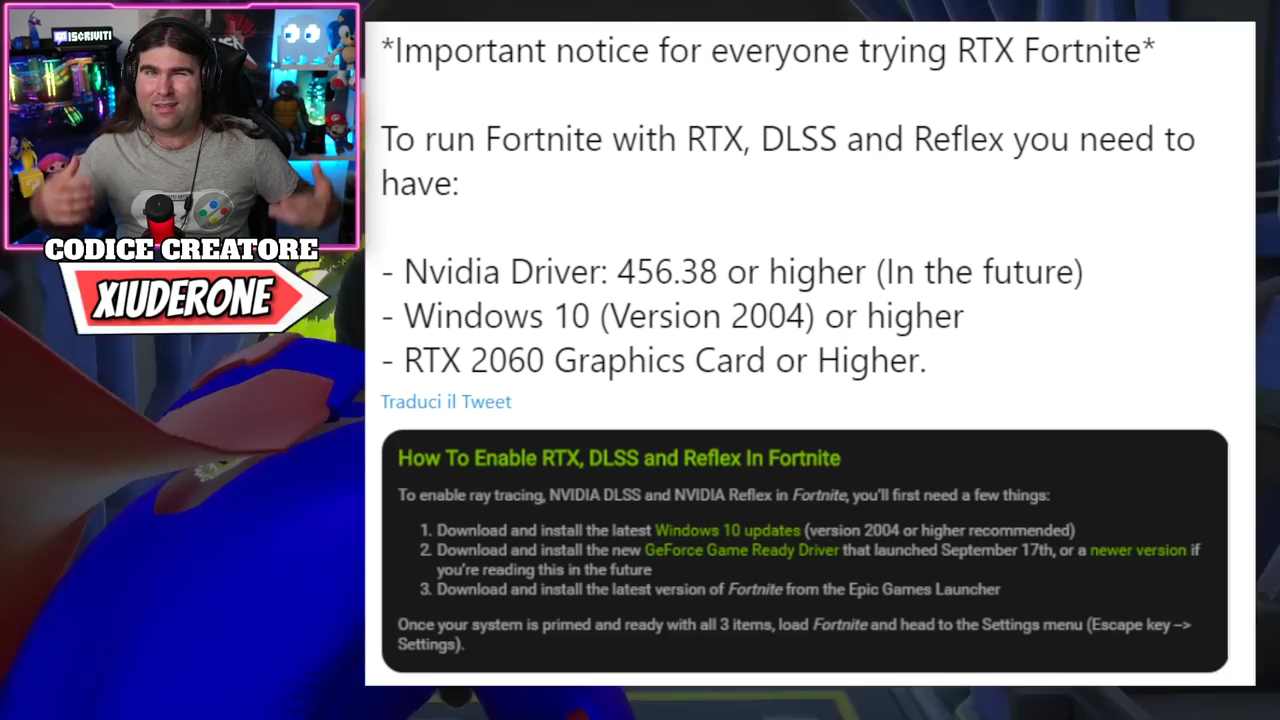 ISCRIVITI
CODICE CREATORE
XIUDERONE
*Important notice for everyone trying RTX Fortnite*
To run Fortnite with RTX, DLSS and Reflex you need to
have:
- Nvidia Driver: 456.38 or higher (In the future)
- Windows 10 (Version 2004) or higher
- RTX 2060 Graphics Card or Higher.
Traduci il Tweet
How To Enable RTX, DLSS and Reflex In Fortnite
To enable ray tracing, NVIDIA DLSS and NVIDIA Reflex in Fortnite, you'll first need a few things:
1. Download and install the latest Windows 10 updates (version 2004 or higher recommended)
2. Download and install the new GeForce Game Ready Driver that launched September 17th, or a newer version if
you're reading this in the future
3. Download and install the latest version of Fortnite from the Epic Games Launcher
Once your system is primed and ready with all 3 items, load Fortnite and head to the Settings menu (Escape key -->
Settings).